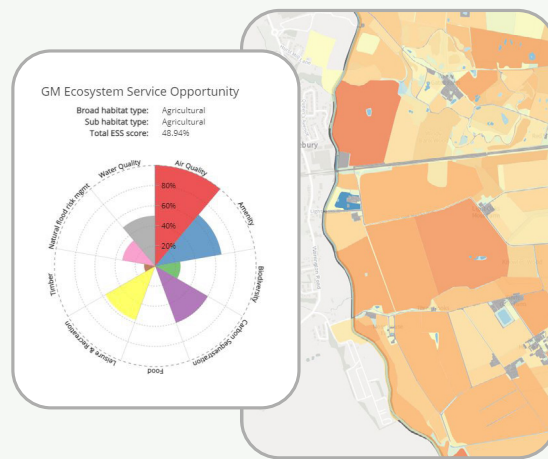 GM Ecosystem Service Opportunity
Broad habitat type: Agricultural
Sub habitat type: Agricultural
Total ESS score: 48.94%
Air Quality
Amenity
Biodiversity
Carbon Sequestration
Food
Leisure & Recreation
Timber
Natural flood risk mgmt
Water Quality
80%
60%
40%
20%
bury